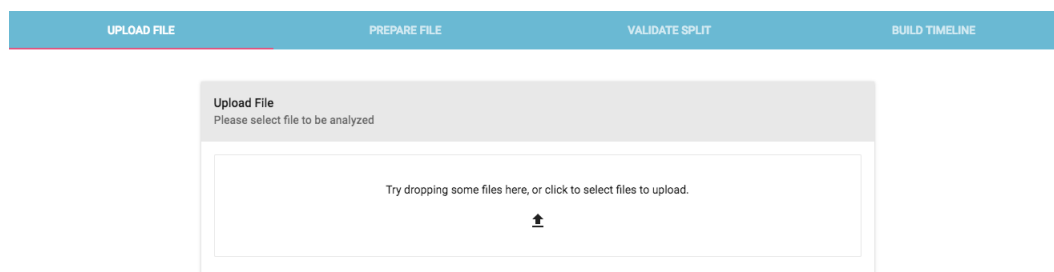 UPLOAD FILE
PREPARE FILE
VALIDATE SPLIT
BUILD TIMELINE
Upload File
Please select file to be analyzed
Try dropping some files here, or click to select files to upload.